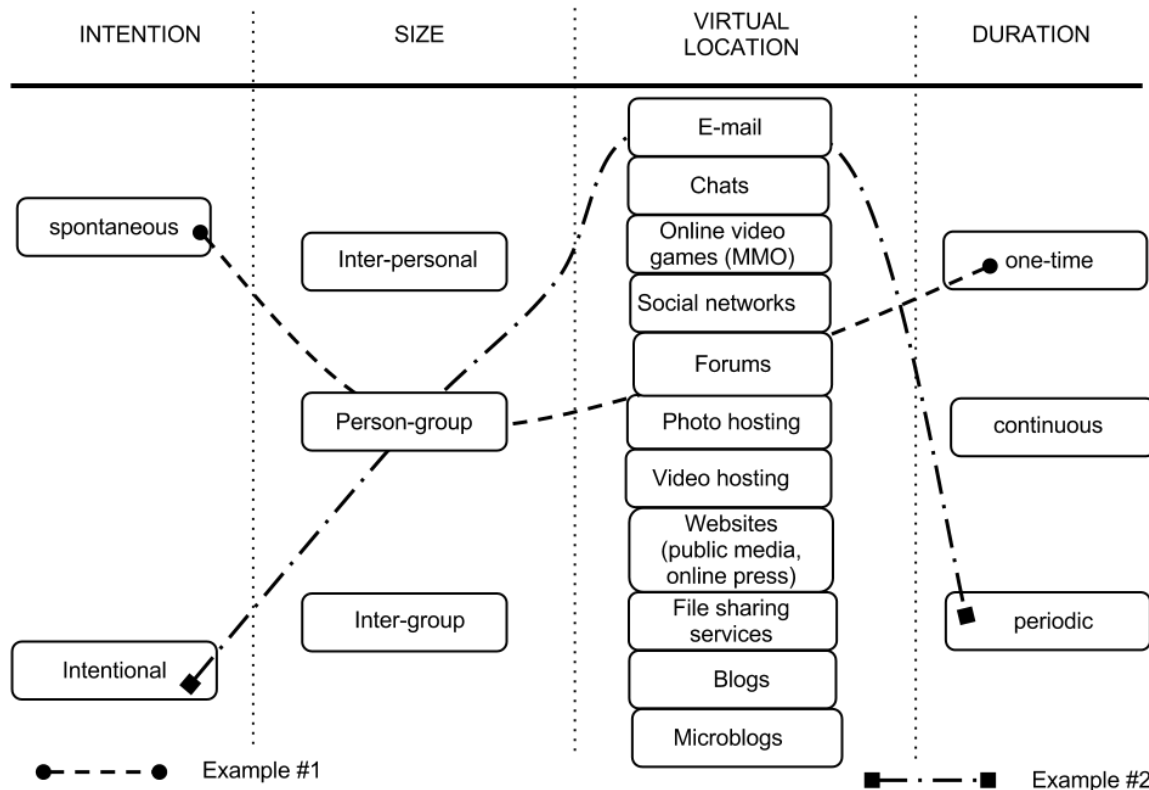 INTENTION
SIZE
VIRTUAL
LOCATION
DURATION
spontaneous
Intentional
Inter-personal
Person-group
Inter-group
E-mail
Chats
Online video
games (MMO)
Social networks
Forums
Photo hosting
Video hosting
Websites
(public media,
online press)
File sharing
services
Blogs
Microblogs
one-time
continuous
periodic
Example #1
Example #2